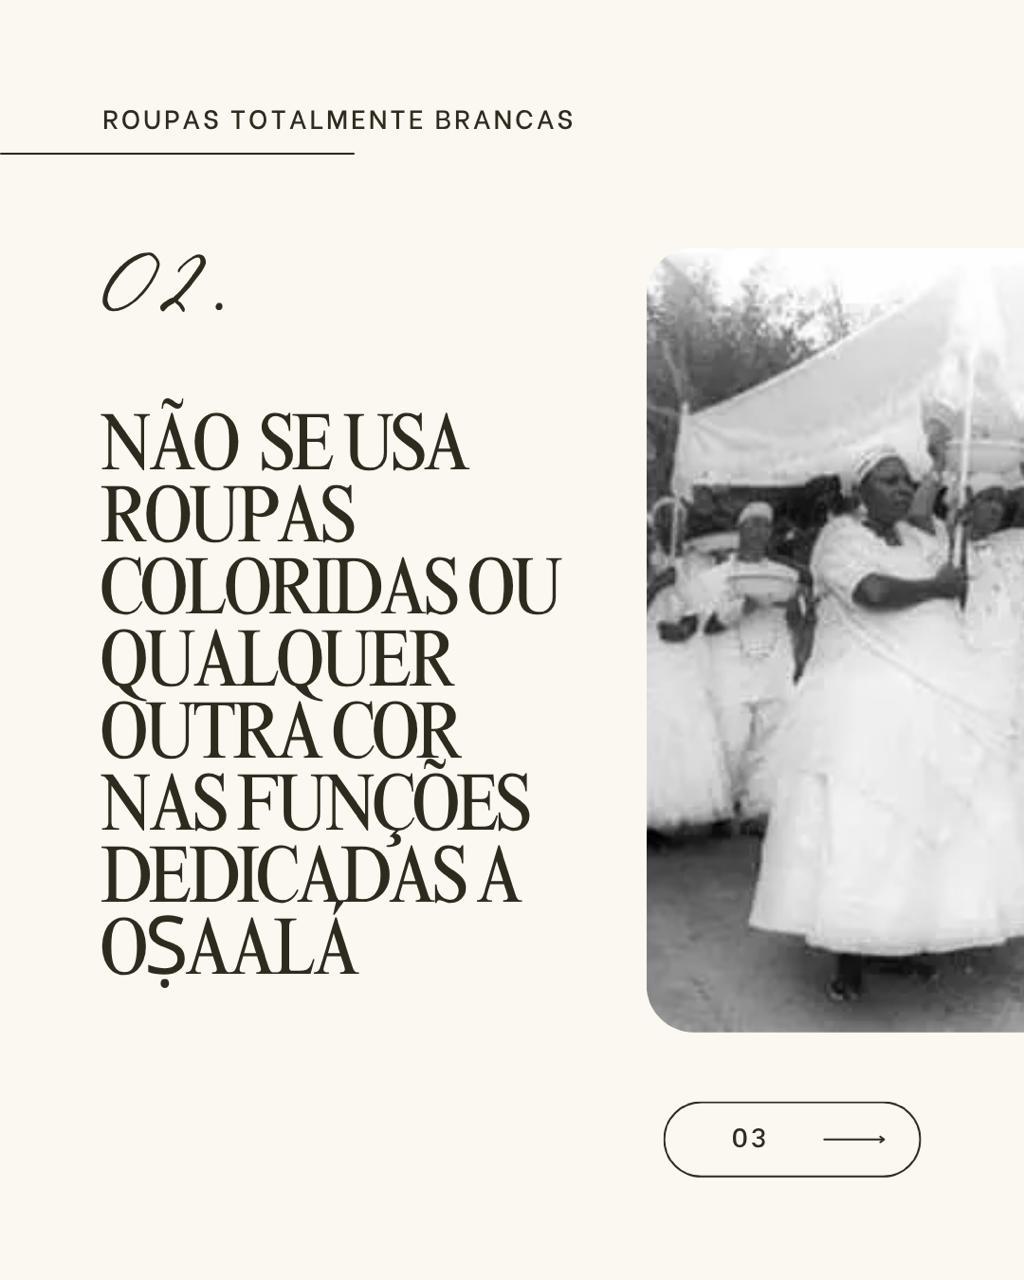 ROUPAS TOTALMENTE BRANCAS
02.
NÃO SE USA
ROUPAS
COLORIDAS OU
QUALQUER
OUTRA COR
NAS FUNÇÕES
DEDICADAS A
OṢAALÁ
03